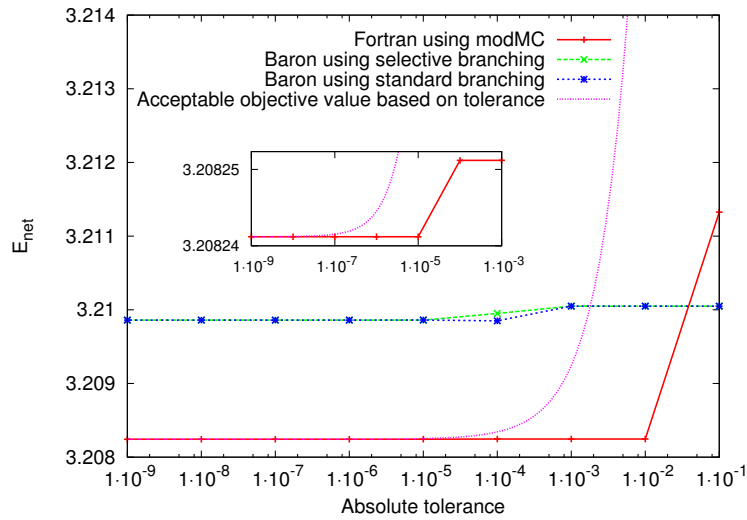 3.214
3.213
3.212
3.211
3.21
3.209
3.208
E_net
Fortran using modMC
Baron using selective branching
Baron using standard branching
Acceptable objective value based on tolerance
3.20825
3.20824
1·10^-9 1·10^-7 1·10^-5 1·10^-3
1·10^-9 1·10^-8 1·10^-7 1·10^-6 1·10^-5 1·10^-4 1·10^-3 1·10^-2 1·10^-1
Absolute tolerance